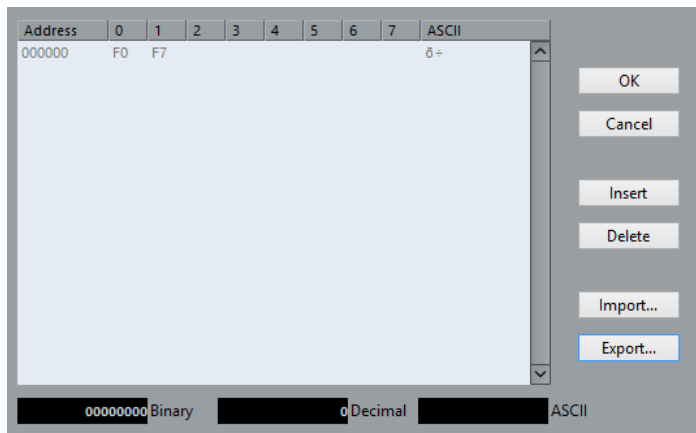 Address 0 1 2 3 4 5 6 7 ASCII
000000 F0 F7 ð÷
OK
Cancel
Insert
Delete
Import...
Export...
00000000 Binary 0 Decimal ASCII